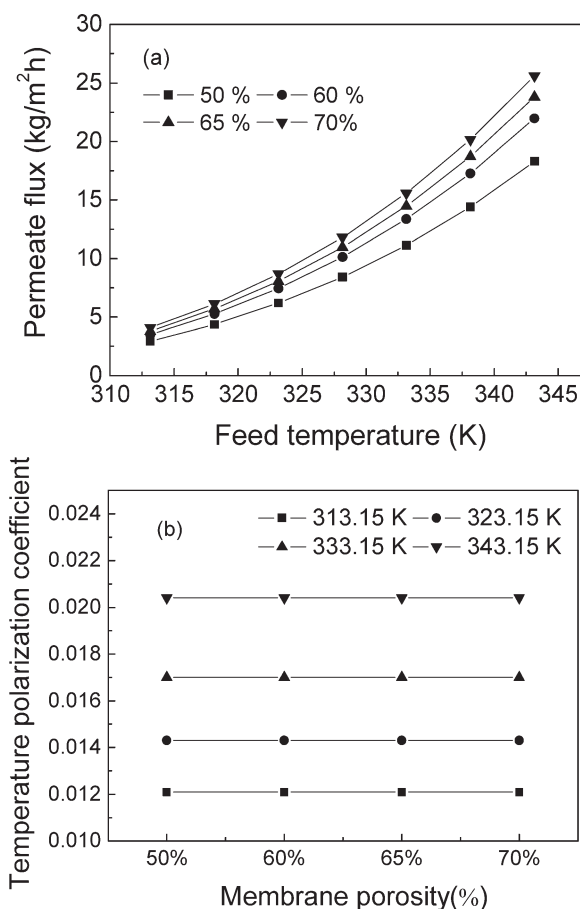 30
(a)
25
50 % 60 %
65 % 70%
20
15
10
5
0
310 315 320 325 330 335 340 345
Permeate flux (kg/m²h)
Feed temperature (K)
0.024
(b)
313.15 K 323.15 K
333.15 K 343.15 K
0.022
0.020
0.018
0.016
0.014
0.012
0.010
50% 60% 65% 70%
Temperature polarization coefficient
Membrane porosity(%)